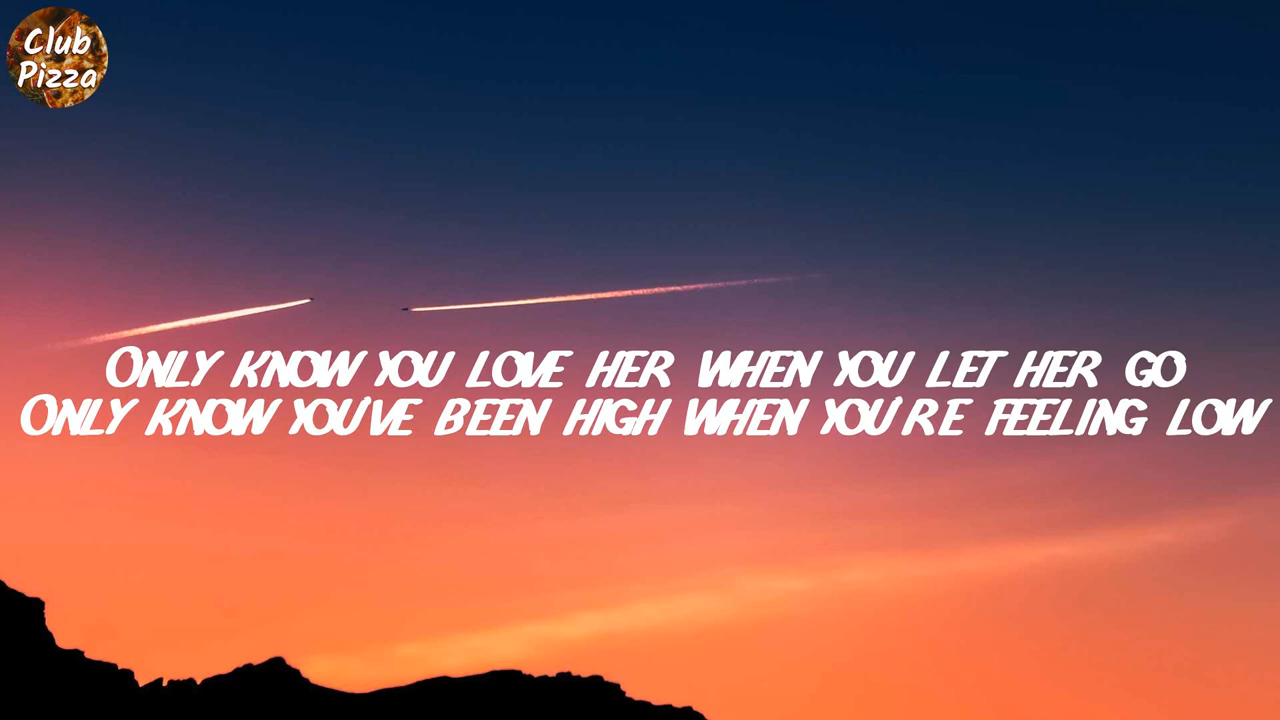 Club
Pizza
Only know you love her when you let her go
Only know you've been high when you're feeling low